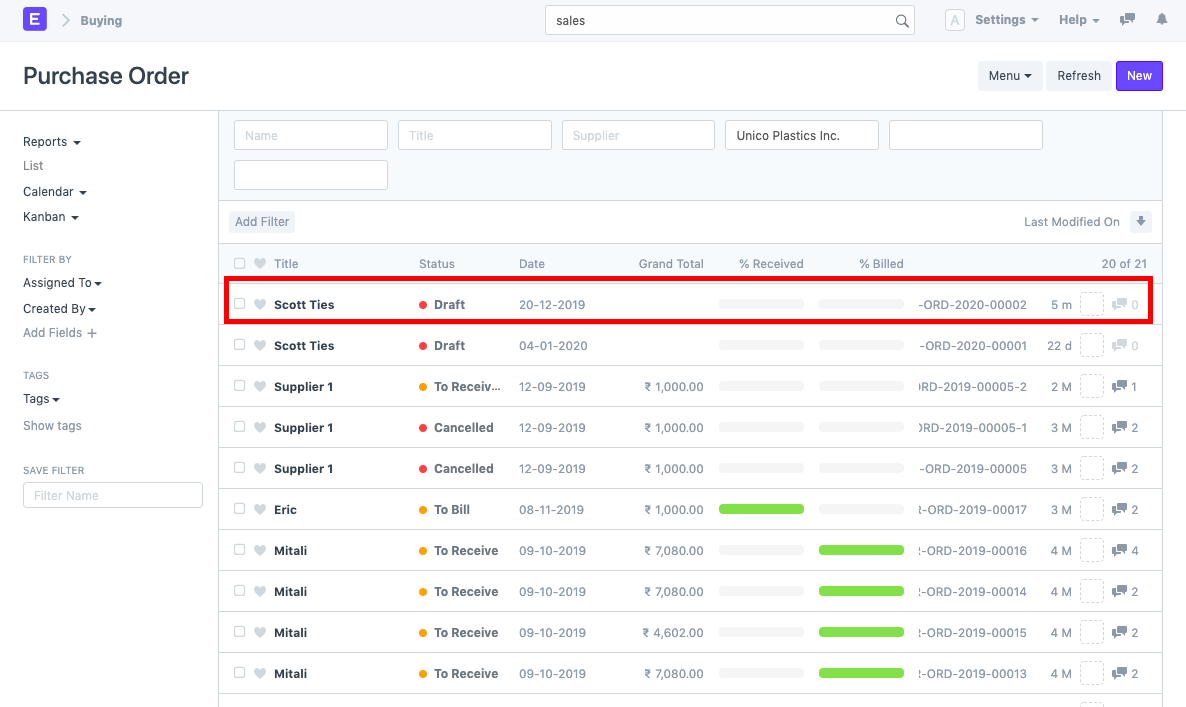 E Buying sales A Settings Help
Purchase Order Menu Refresh New
Reports
List
Calendar
Kanban
FILTER BY
Assigned To
Created By
Add Fields +
TAGS
Tags
Show tags
SAVE FILTER
Filter Name
Name Title Supplier Unico Plastics Inc.
Add Filter Last Modified On
Title Status Date Grand Total % Received % Billed 20 of 21
Scott Ties Draft 20-12-2019 -ORD-2020-00002 5 m 0
Scott Ties Draft 04-01-2020 -ORD-2020-00001 22 d 0
Supplier 1 To Receiv... 12-09-2019 ₹ 1,000.00 ORD-2019-00005-2 2 M 1
Supplier 1 Cancelled 12-09-2019 ₹ 1,000.00 ORD-2019-00005-1 3 M 2
Supplier 1 Cancelled 12-09-2019 ₹ 1,000.00 -ORD-2019-00005 3 M 2
Eric To Bill 08-11-2019 ₹ 1,000.00 R-ORD-2019-00017 3 M 2
Mitali To Receive 09-10-2019 ₹ 7,080.00 R-ORD-2019-00016 4 M 4
Mitali To Receive 09-10-2019 ₹ 7,080.00 R-ORD-2019-00014 4 M 2
Mitali To Receive 09-10-2019 ₹ 4,602.00 R-ORD-2019-00015 4 M 2
Mitali To Receive 09-10-2019 ₹ 7,080.00 R-ORD-2019-00013 4 M 2